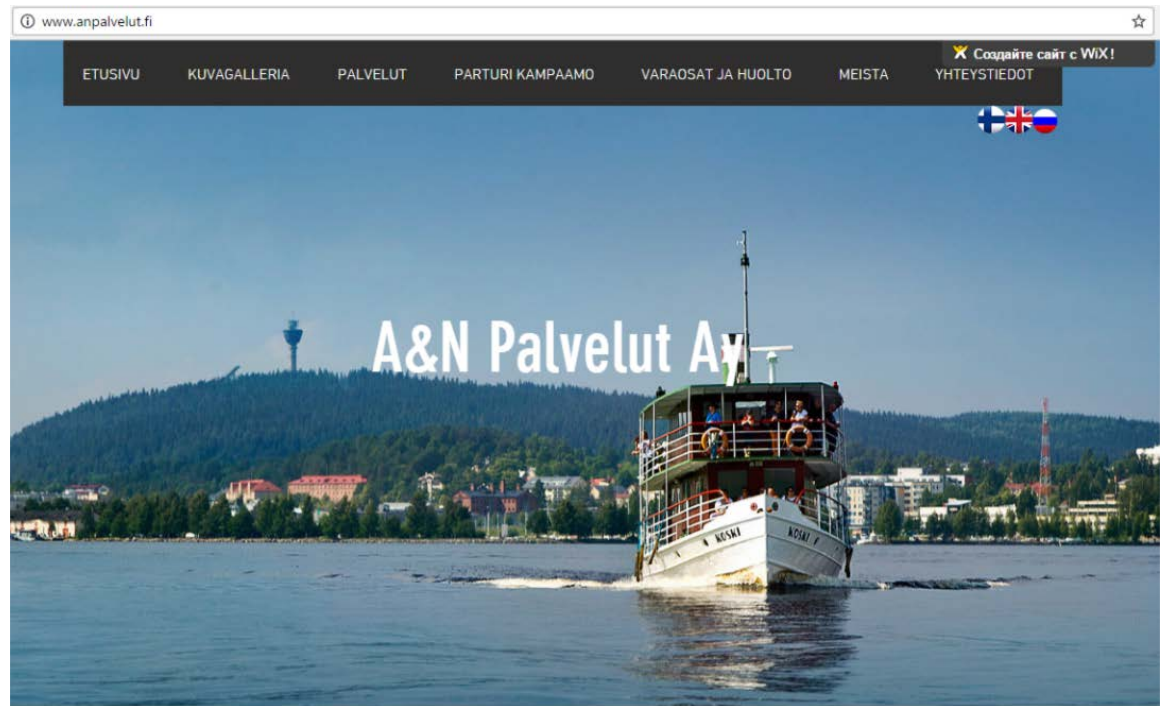 www.anpalvelut.fi
Создайте сайт с WiX!
ETUSIVU KUVAGALLERIA PALVELUT PARTURI KAMPAAMO VARAOSAT JA HUOLTO MEISTA YHTEYSTIEDOT
A&N Palvelut Ay
KOSKI KOSKI